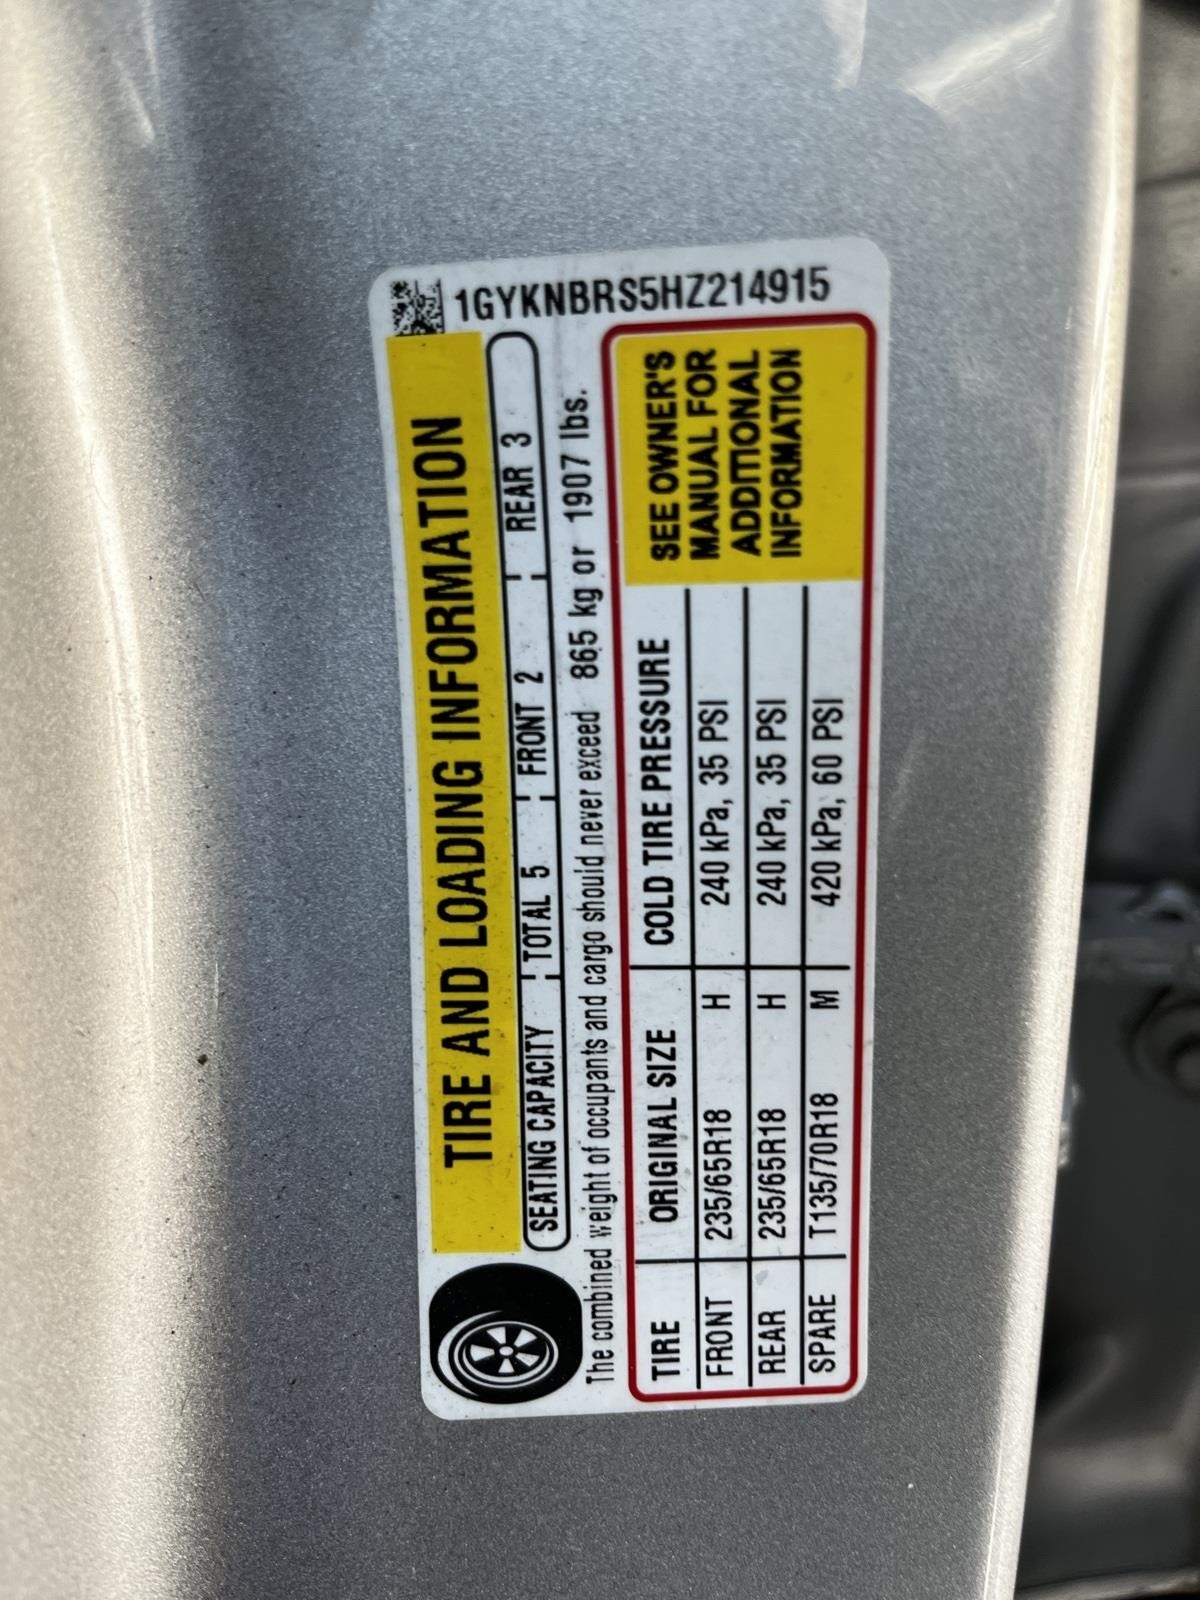 1GYKNBRS5HZ214915
TIRE AND LOADING INFORMATION
SEATING CAPACITY TOTAL 5 FRONT 2 REAR 3
The combined weight of occupants and cargo should never exceed 865 kg or 1907 lbs.
TIRE ORIGINAL SIZE COLD TIRE PRESSURE
FRONT 235/65R18 H 240 kPa, 35 PSI
REAR 235/65R18 H 240 kPa, 35 PSI
SPARE T135/70R18 M 420 kPa, 60 PSI
SEE OWNER'S
MANUAL FOR
ADDITIONAL
INFORMATION